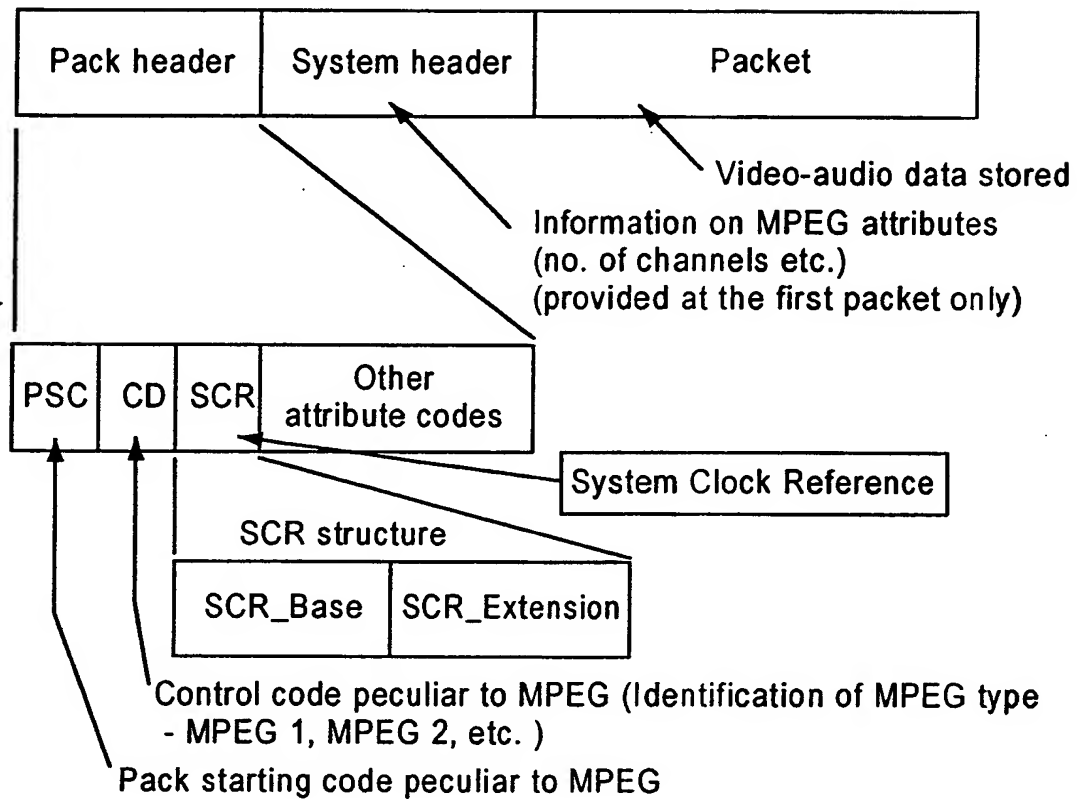 Pack header
System header
Packet
Video-audio data stored
Information on MPEG attributes
(no. of channels etc.)
(provided at the first packet only)
PSC
CD
SCR
Other
attribute codes
System Clock Reference
SCR structure
SCR_Base
SCR_Extension
Control code peculiar to MPEG (Identification of MPEG type
- MPEG 1, MPEG 2, etc. )
Pack starting code peculiar to MPEG